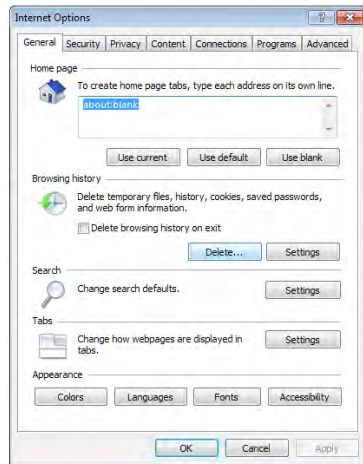 Internet Options
General Security Privacy Content Connections Programs Advanced
Home page
To create home page tabs, type each address on its own line.
about:blank
Use current Use default Use blank
Browsing history
Delete temporary files, history, cookies, saved passwords,
and web form information.
Delete browsing history on exit
Delete... Settings
Search
Change search defaults. Settings
Tabs
Change how webpages are displayed in
tabs.
Settings
Appearance
Colors Languages Fonts Accessibility
OK Cancel Apply